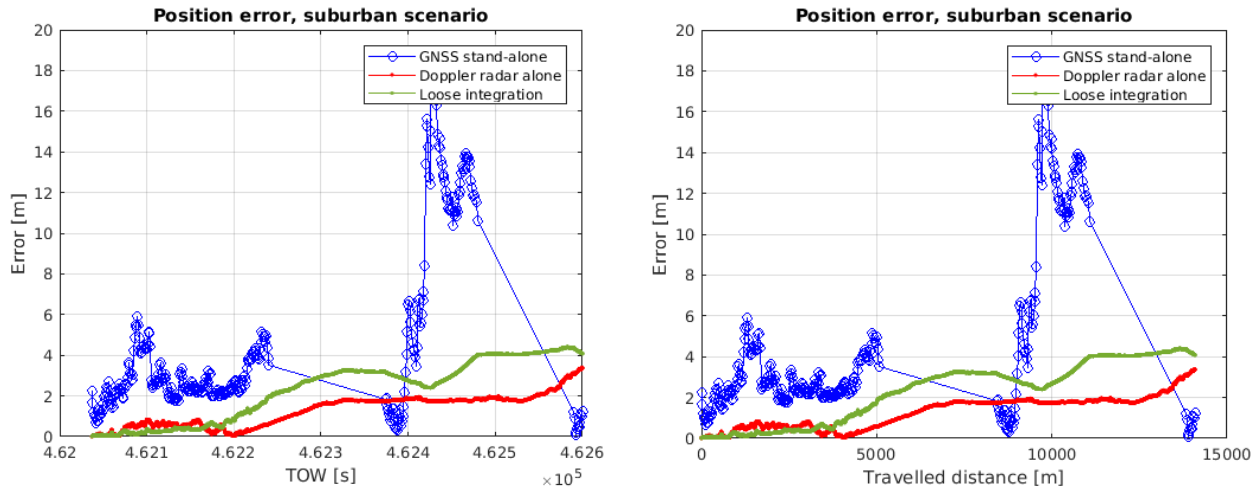 Position error, suburban scenario
20
18
16
14
12
10
8
6
4
2
0
Error [m]
GNSS stand-alone
Doppler radar alone
Loose integration
4.62 4.621 4.622 4.623 4.624 4.625 4.626
TOW [s]
×10⁵
Position error, suburban scenario
20
18
16
14
12
10
8
6
4
2
0
Error [m]
GNSS stand-alone
Doppler radar alone
Loose integration
0 5000 10000 15000
Travelled distance [m]